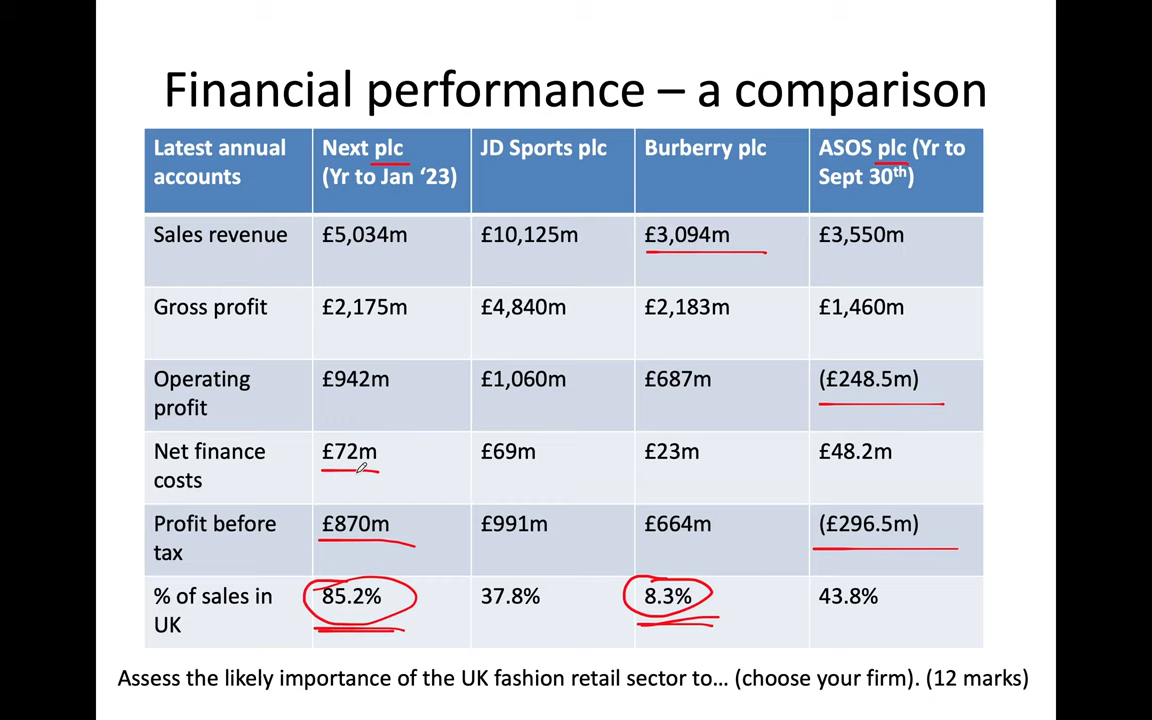 Financial performance – a comparison
Latest annual accounts | Next plc (Yr to Jan ‘23) | JD Sports plc | Burberry plc | ASOS plc (Yr to Sept 30th)
Sales revenue | £5,034m | £10,125m | £3,094m | £3,550m
Gross profit | £2,175m | £4,840m | £2,183m | £1,460m
Operating profit | £942m | £1,060m | £687m | (£248.5m)
Net finance costs | £72m | £69m | £23m | £48.2m
Profit before tax | £870m | £991m | £664m | (£296.5m)
% of sales in UK | 85.2% | 37.8% | 8.3% | 43.8%
Assess the likely importance of the UK fashion retail sector to… (choose your firm). (12 marks)